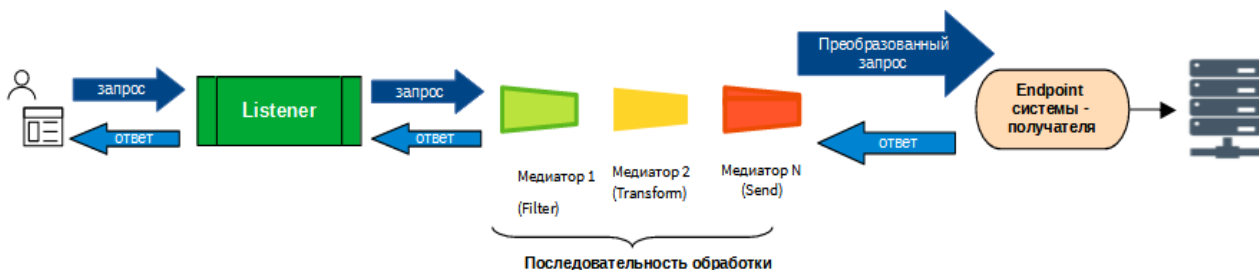 запрос
ответ
Listener
запрос
ответ
Медиатор 1
(Filter)
Медиатор 2
(Transform)
Медиатор N
(Send)
Последовательность обработки
Преобразованный
запрос
ответ
Endpoint
системы -
получателя